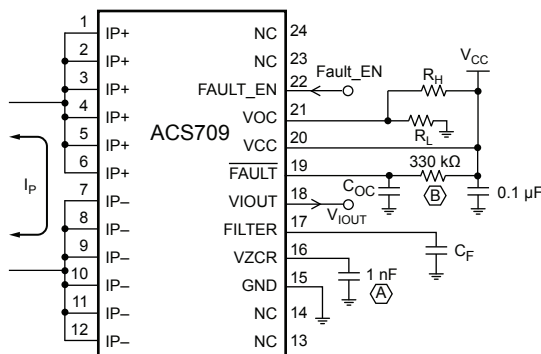 1 IP+ NC 24
2 IP+ NC 23
3 IP+ FAULT_EN 22 Fault_EN
4 IP+ VOC 21
5 IP+ VCC 20
6 IP+ FAULT 19
7 IP– VIOUT 18
8 IP– FILTER 17
9 IP– VZCR 16
10 IP– GND 15
11 IP– NC 14
12 IP– NC 13
ACS709
IP
VCC
RH
RL
330 kΩ
B
COC
0.1 µF
VIOUT
CF
1 nF
A